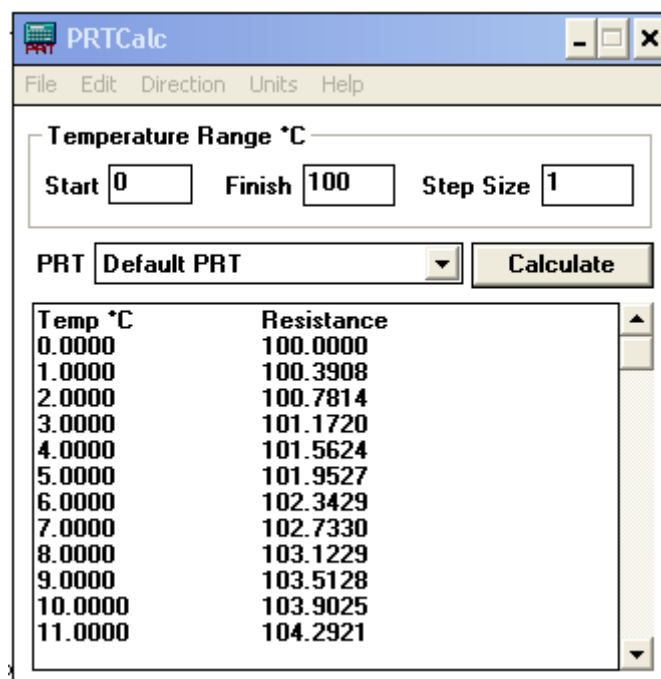 PRTCalc
File Edit Direction Units Help
Temperature Range °C
Start 0 Finish 100 Step Size 1
PRT Default PRT Calculate
Temp °C Resistance
0.0000 100.0000
1.0000 100.3908
2.0000 100.7814
3.0000 101.1720
4.0000 101.5624
5.0000 101.9527
6.0000 102.3429
7.0000 102.7330
8.0000 103.1229
9.0000 103.5128
10.0000 103.9025
11.0000 104.2921